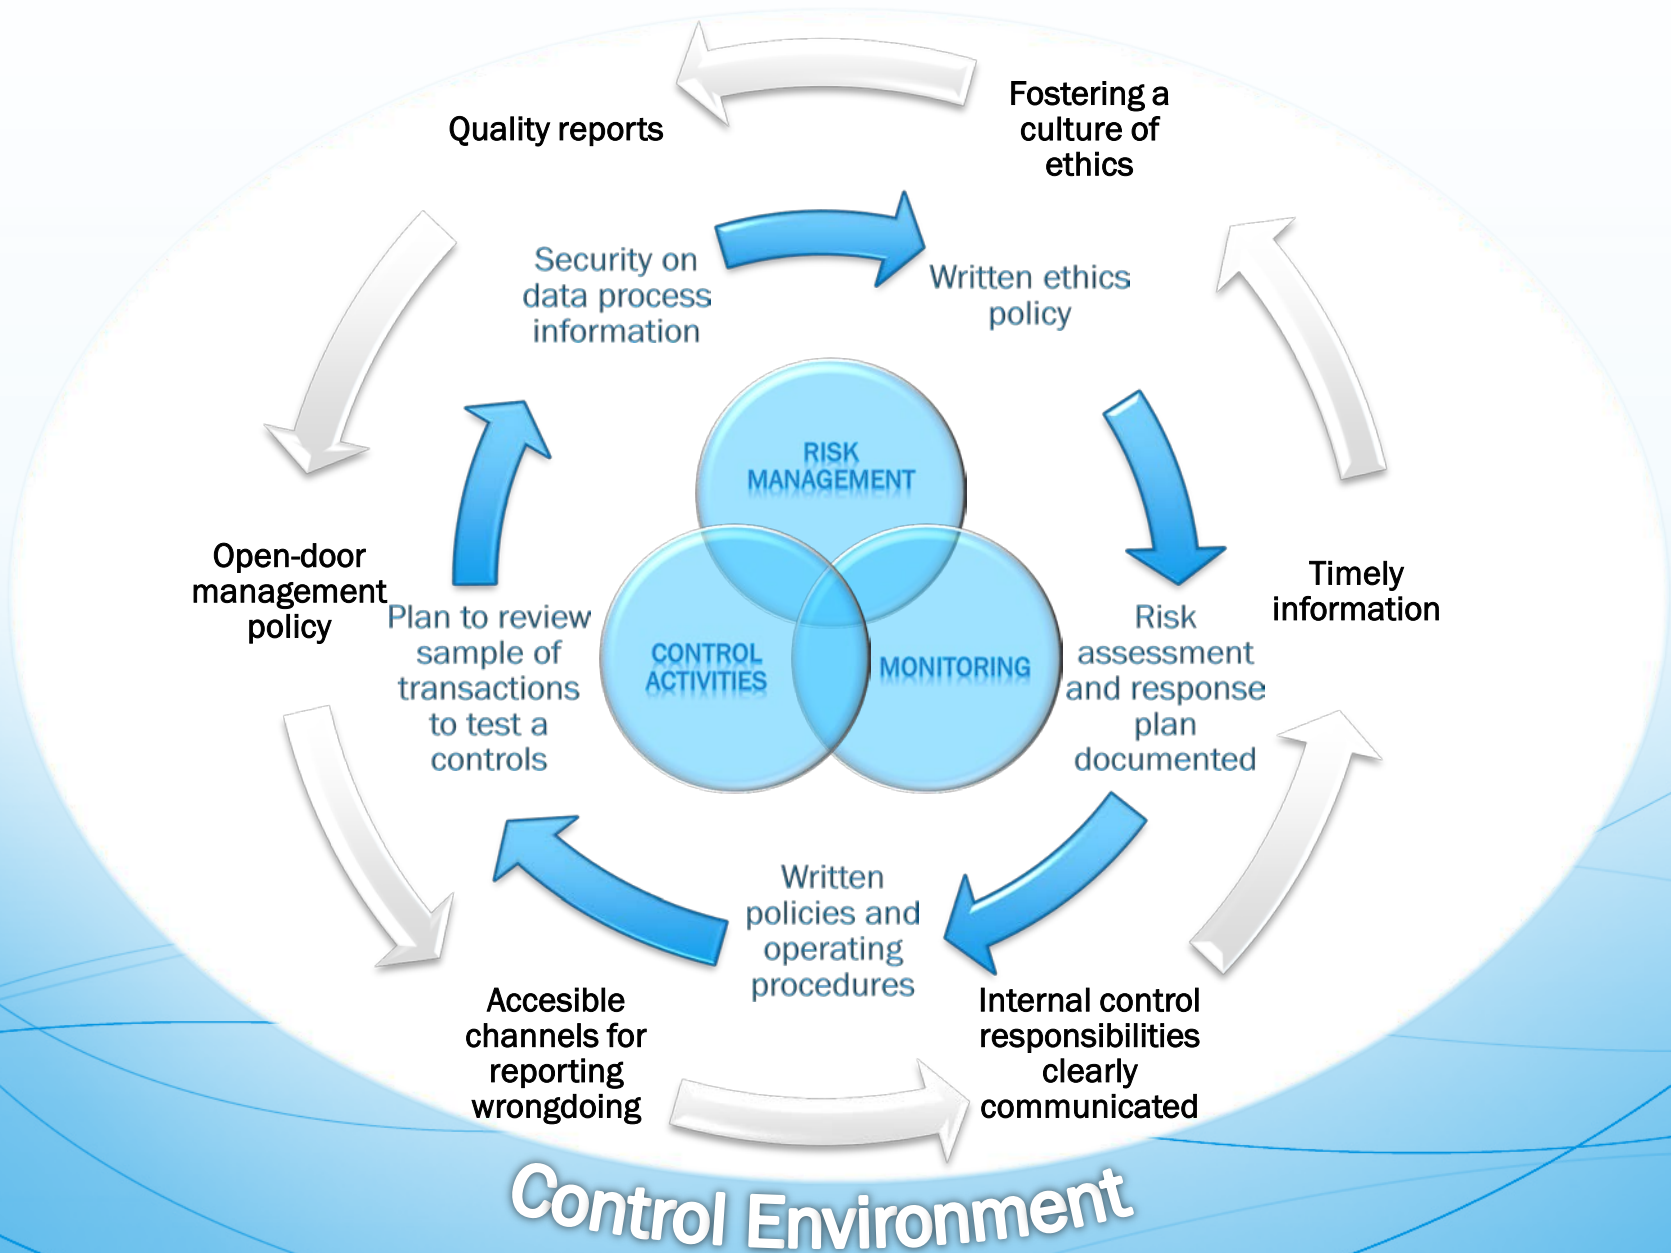 Fostering a
culture of
ethics
Quality reports
Security on
data process
information
Written ethics
policy
RISK
MANAGEMENT
Open-door
management
policy
Timely
information
Plan to review
sample of
transactions
to test a
controls
CONTROL
ACTIVITIES
MONITORING
Risk
assessment
and response
plan
documented
Written
policies and
operating
procedures
Accesible
channels for
reporting
wrongdoing
Internal control
responsibilities
clearly
communicated
Control Environment